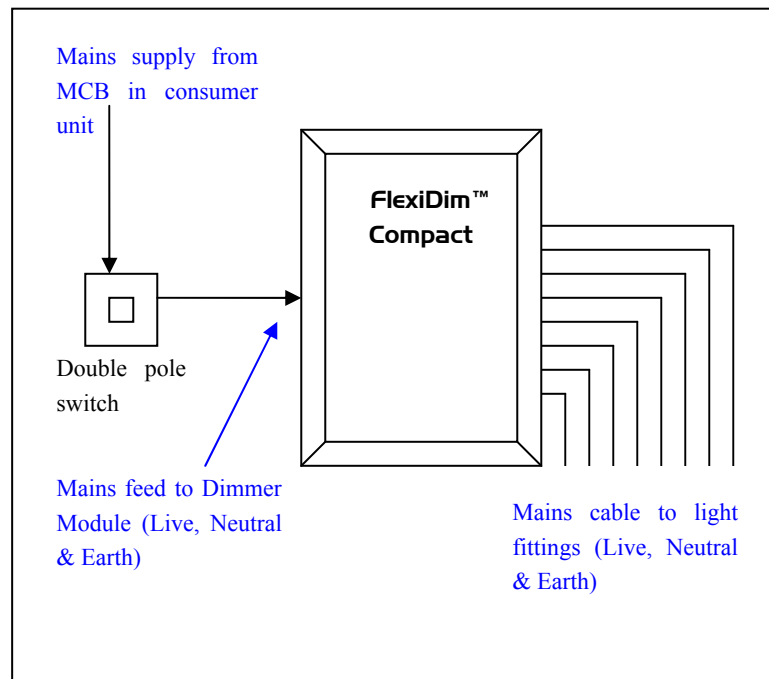 Mains supply from
MCB in consumer
unit
FlexiDim™
Compact
Double pole
switch
Mains feed to Dimmer
Module (Live, Neutral
& Earth)
Mains cable to light
fittings (Live, Neutral
& Earth)